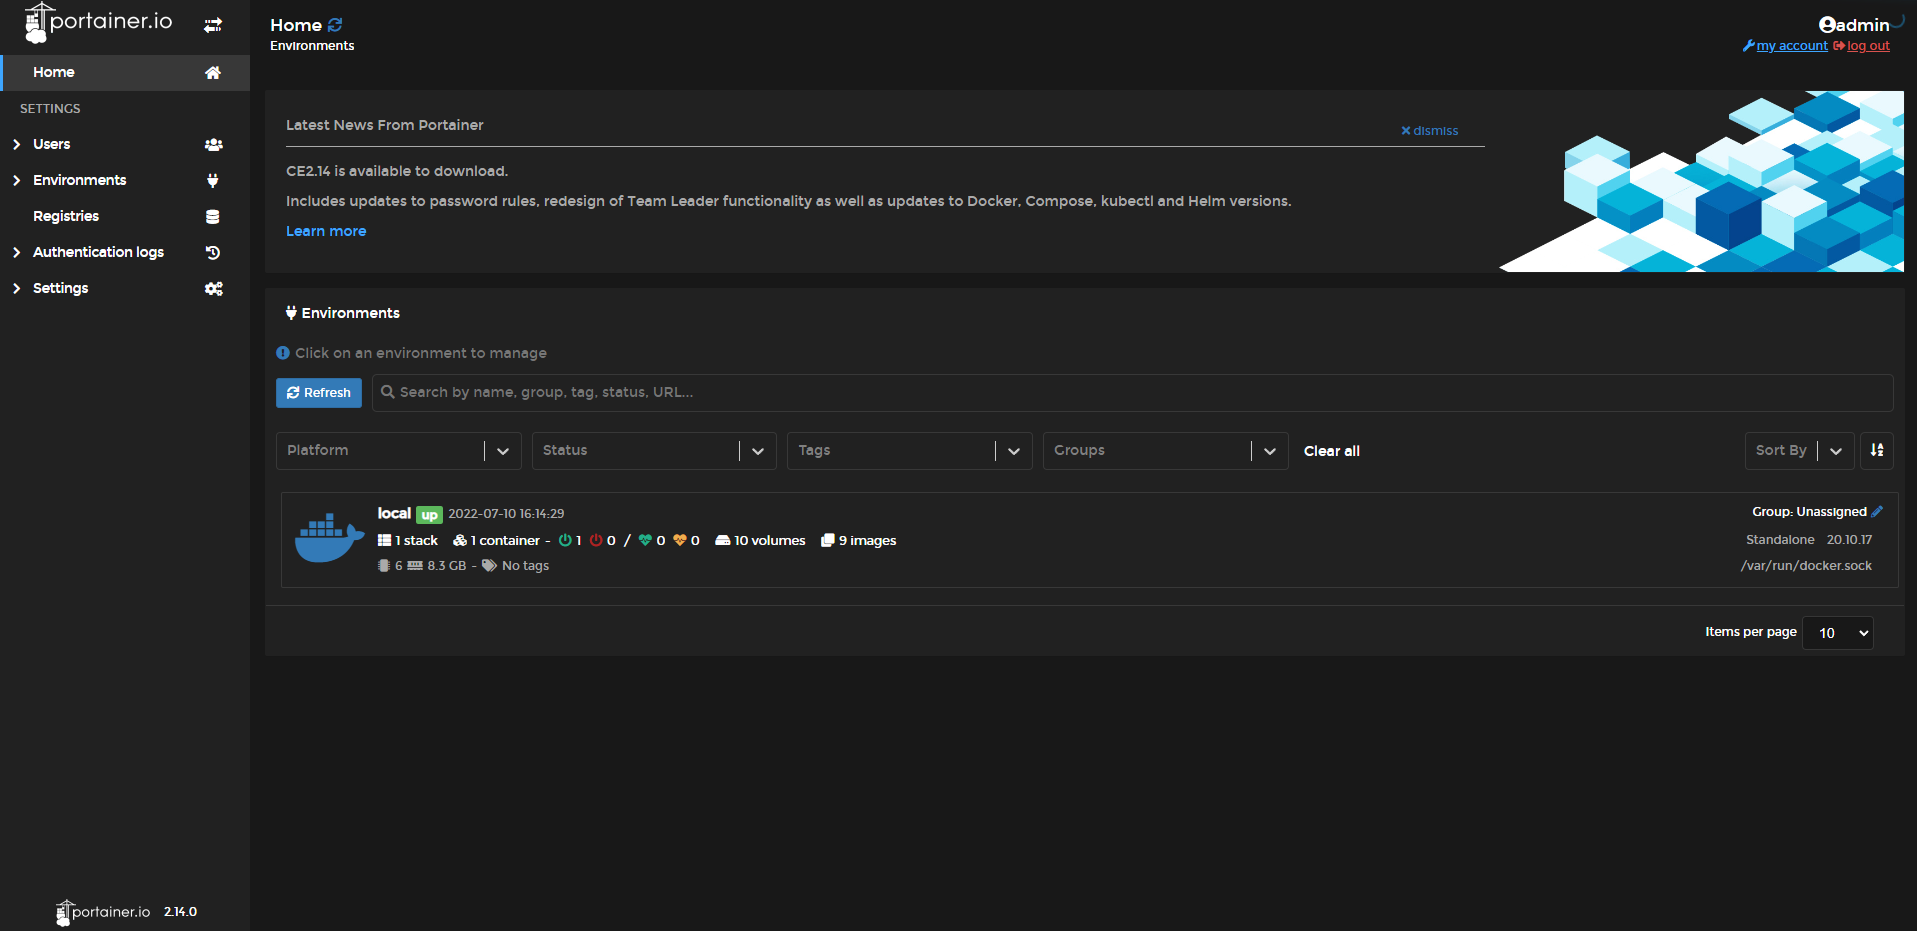 portainer.io
Home
SETTINGS
Users
Environments
Registries
Authentication logs
Settings
portainer.io 2.14.0
Home
Environments
admin
my account log out
Latest News From Portainer
dismiss
CE2.14 is available to download.
Includes updates to password rules, redesign of Team Leader functionality as well as updates to Docker, Compose, kubectl and Helm versions.
Learn more
Environments
Click on an environment to manage
Refresh
Search by name, group, tag, status, URL...
Platform
Status
Tags
Groups
Clear all
Sort By
local up 2022-07-10 16:14:29
Group: Unassigned
1 stack 1 container - 1 0 / 0 0 10 volumes 9 images
Standalone 20.10.17
6 8.3 GB - No tags
/var/run/docker.sock
Items per page 10